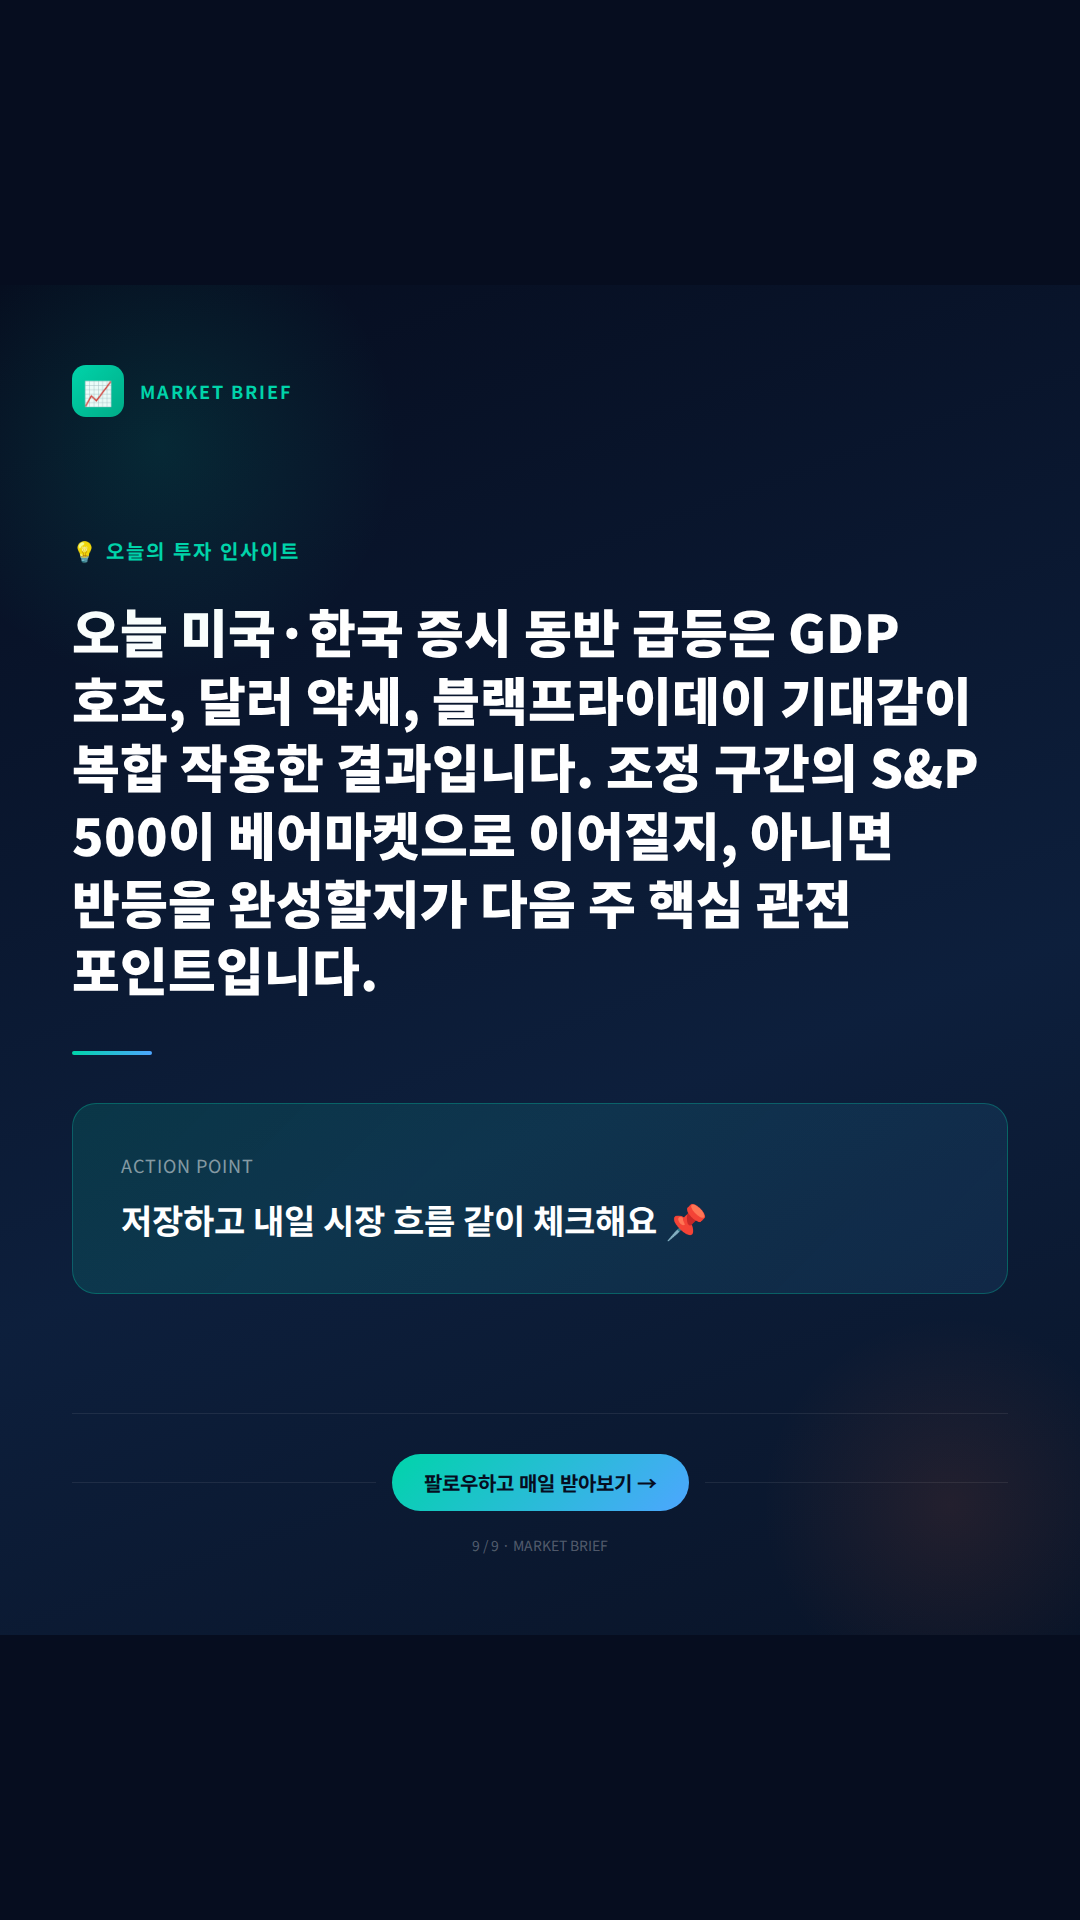 MARKET BRIEF
💡 오늘의 투자 인사이트
오늘 미국·한국 증시 동반 급등은 GDP
호조, 달러 약세, 블랙프라이데이 기대감이
복합 작용한 결과입니다. 조정 구간의 S&P
500이 베어마켓으로 이어질지, 아니면
반등을 완성할지가 다음 주 핵심 관전
포인트입니다.
ACTION POINT
저장하고 내일 시장 흐름 같이 체크해요 📌
팔로우하고 매일 받아보기 →
9 / 9 · MARKET BRIEF